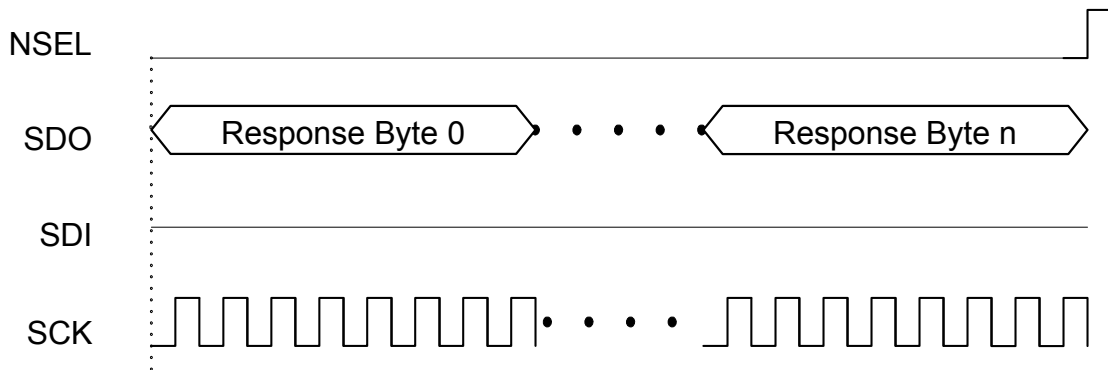 NSEL
SDO
Response Byte 0
Response Byte n
SDI
SCK